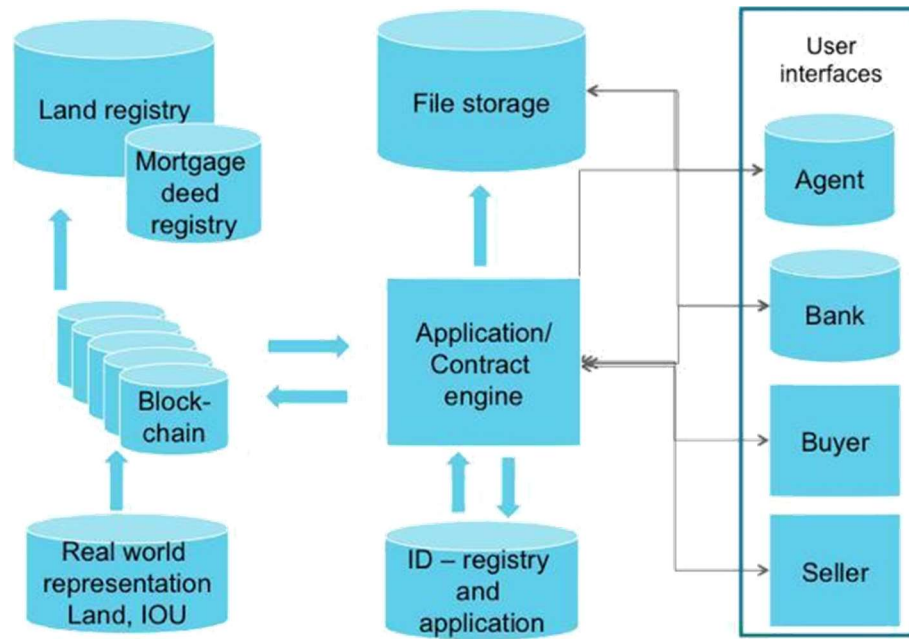 Land registry
Mortgage
deed
registry
File storage
User
interfaces
Agent
Bank
Application/
Contract
engine
Block-
chain
Buyer
Seller
Real world
representation
Land, IOU
ID – registry
and
application